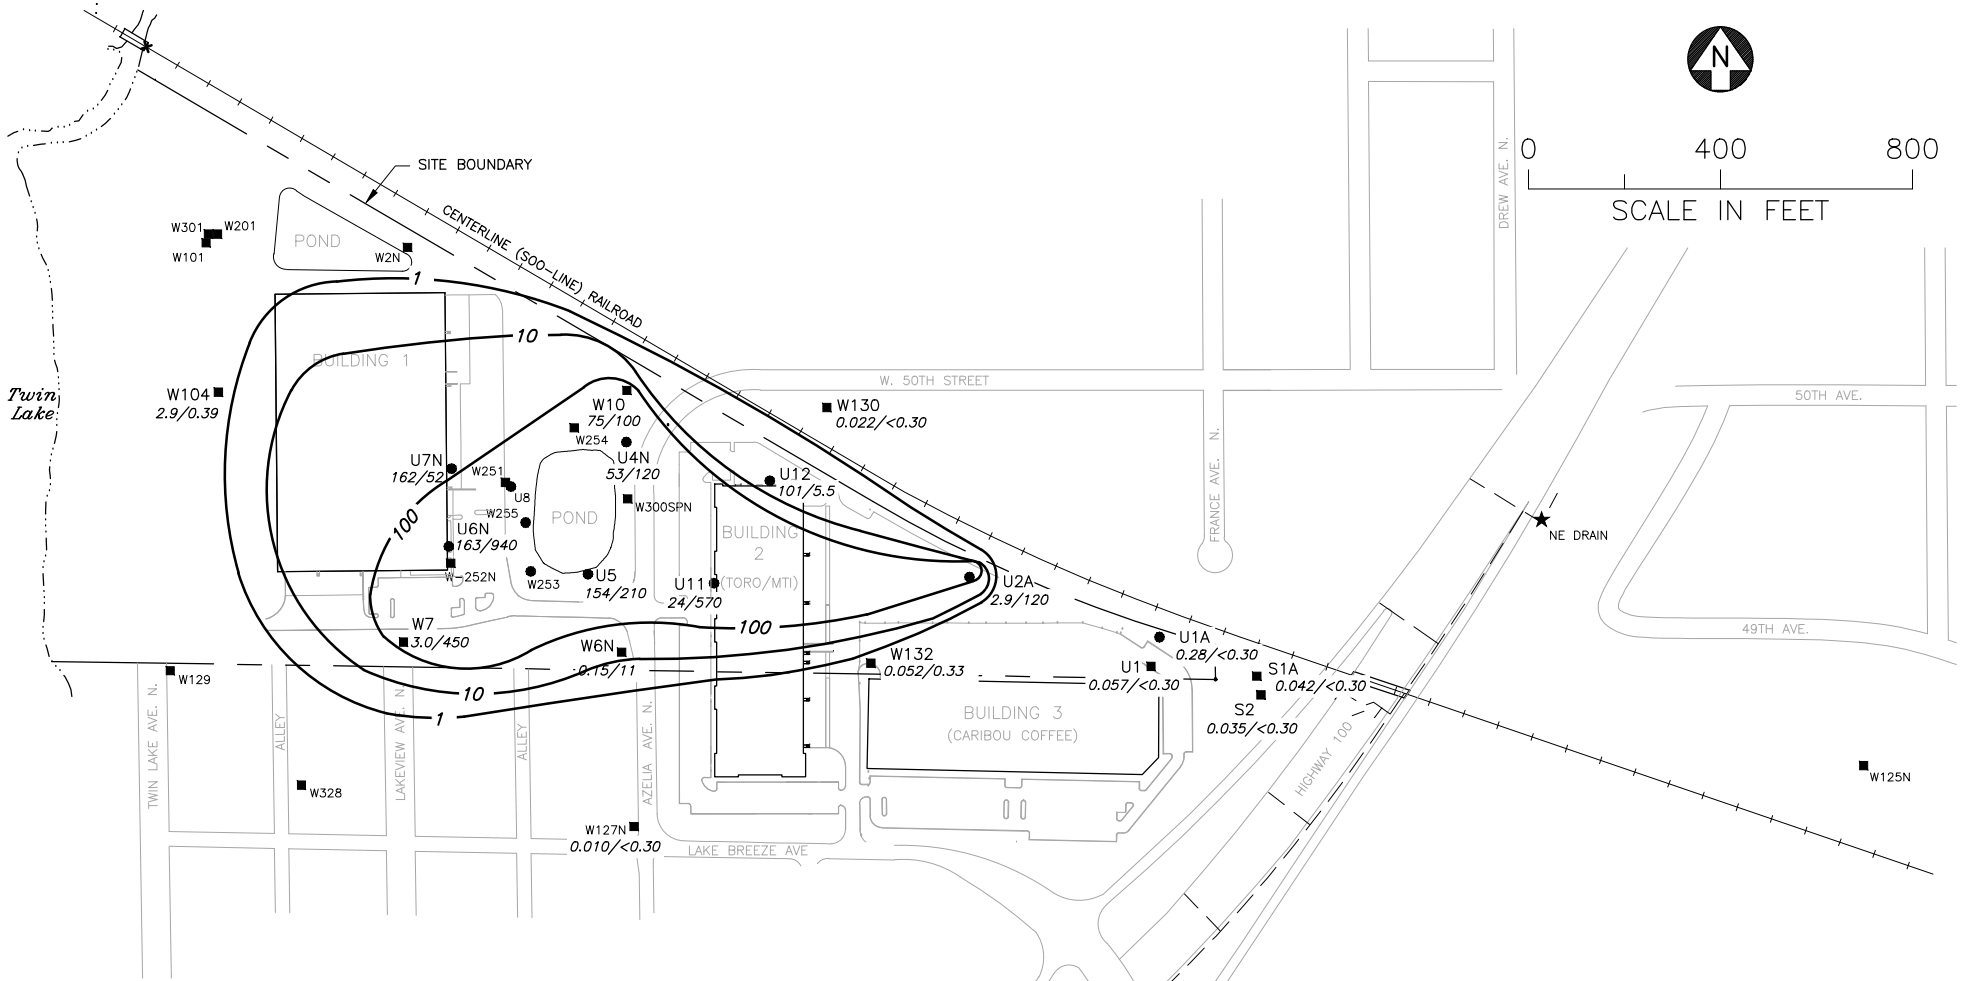 N
0 400 800
SCALE IN FEET
SITE BOUNDARY
CENTERLINE (SOO-LINE) RAILROAD
DREW AVE. N.
W301
W201
W101
POND
W2N
1
10
BUILDING 1
W. 50TH STREET
50TH AVE.
Twin
Lake
W104
2.9/0.39
W10
75/100
W130
0.022/<0.30
W254
U4N
53/120
U7N
162/52
W251
U8
U12
101/5.5
FRANCE AVE. N.
W300SPN
W255
POND
100
U6N
163/940
BUILDING
2
(TORO/MTI)
NE DRAIN
W-252N
W253
U5
154/210
U11
24/570
U2A
2.9/120
W7
3.0/450
100
49TH AVE.
W6N
0.15/11
W132
0.052/0.33
U1A
0.28/<0.30
U1
0.057/<0.30
S1A
0.042/<0.30
S2
0.035/<0.30
W129
10
1
BUILDING 3
(CARIBOU COFFEE)
TWIN LAKE AVE. N.
ALLEY
LAKEVIEW AVE. N.
ALLEY
AZELIA AVE. N.
HIGHWAY 100
W125N
W328
W127N
0.010/<0.30
LAKE BREEZE AVE